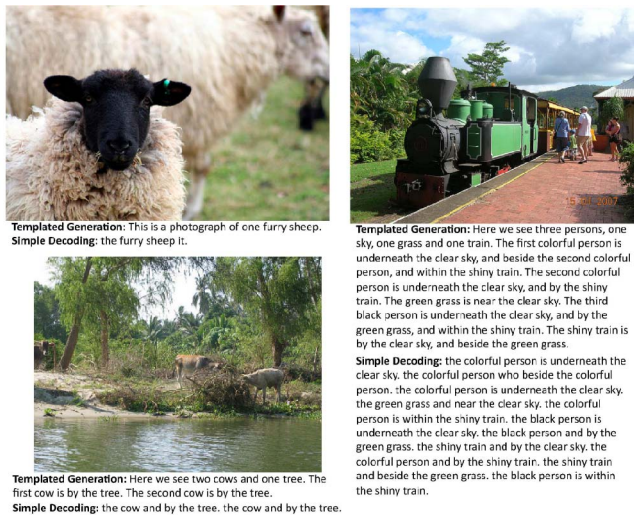 Templated Generation: This is a photograph of one furry sheep.
Simple Decoding: the furry sheep it.
Templated Generation: Here we see two cows and one tree. The
first cow is by the tree. The second cow is by the tree.
Simple Decoding: the cow and by the tree. the cow and by the tree.
2007
Templated Generation: Here we see three persons, one
sky, one grass and one train. The first colorful person is
underneath the clear sky, and beside the second colorful
person, and within the shiny train. The second colorful
person is underneath the clear sky, and by the shiny
train. The green grass is near the clear sky. The third
black person is underneath the clear sky, and by the
green grass, and within the shiny train. The shiny train is
by the clear sky, and beside the green grass.
Simple Decoding: the colorful person is underneath the
clear sky. the colorful person who beside the colorful
person. the colorful person is underneath the clear sky.
the green grass and near the clear sky. the colorful
person is within the shiny train. the black person is
underneath the clear sky. the black person and by the
green grass. the shiny train and by the clear sky. the
colorful person and by the shiny train. the shiny train
and beside the green grass. the black person is within
the shiny train.